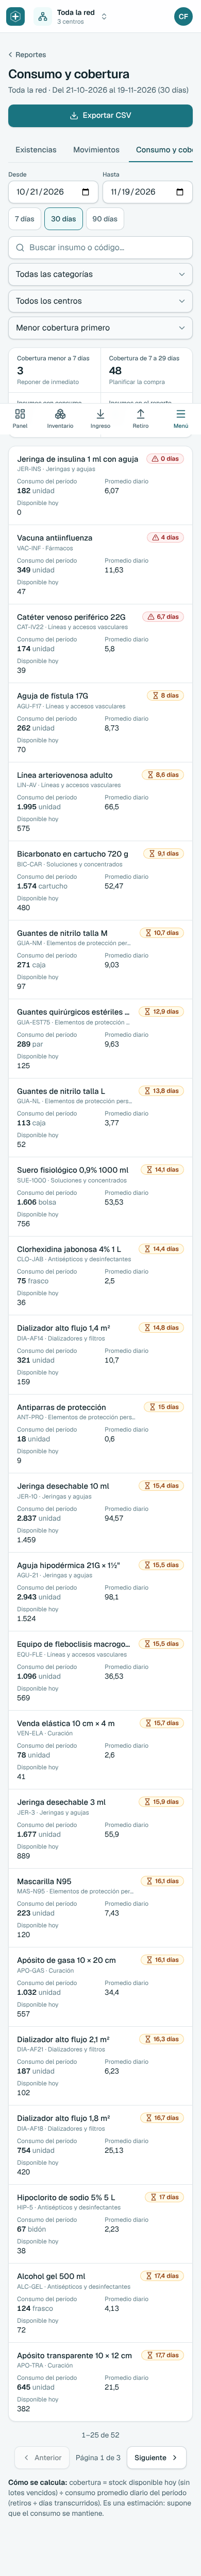 Toda la red
3 centros
CF
Reportes
Consumo y cobertura
Toda la red · Del 21-10-2026 al 19-11-2026 (30 días)
Exportar CSV
Existencias Movimientos Consumo y cobe
Desde Hasta
10/21/2026 11/19/2026
7 días 30 días 90 días
Buscar insumo o código...
Todas las categorías
Todos los centros
Menor cobertura primero
Cobertura menor a 7 días Cobertura de 7 a 29 días
3 48
Reponer de inmediato Planificar la compra
Panel Inventario Ingreso Retiro Menú
Jeringa de insulina 1 ml con aguja 0 días
JER-INS · Jeringas y agujas
Consumo del período Promedio diario
182 unidad 6,07
Disponible hoy
0
Vacuna antiinfluenza 4 días
VAC-INF · Fármacos
Consumo del período Promedio diario
349 unidad 11,63
Disponible hoy
47
Catéter venoso periférico 22G 6,7 días
CAT-IV22 · Líneas y accesos vasculares
Consumo del período Promedio diario
174 unidad 5,8
Disponible hoy
39
Aguja de fístula 17G 8 días
AGU-F17 · Líneas y accesos vasculares
Consumo del período Promedio diario
262 unidad 8,73
Disponible hoy
70
Línea arteriovenosa adulto 8,6 días
LIN-AV · Líneas y accesos vasculares
Consumo del período Promedio diario
1.995 unidad 66,5
Disponible hoy
575
Bicarbonato en cartucho 720 g 9,1 días
BIC-CAR · Soluciones y concentrados
Consumo del período Promedio diario
1.574 cartucho 52,47
Disponible hoy
480
Guantes de nitrilo talla M 10,7 días
GUA-NM · Elementos de protección per...
Consumo del período Promedio diario
271 caja 9,03
Disponible hoy
97
Guantes quirúrgicos estériles ... 12,9 días
GUA-EST75 · Elementos de protección ...
Consumo del período Promedio diario
289 par 9,63
Disponible hoy
125
Guantes de nitrilo talla L 13,8 días
GUA-NL · Elementos de protección pers...
Consumo del período Promedio diario
113 caja 3,77
Disponible hoy
52
Suero fisiológico 0,9% 1000 ml 14,1 días
SUE-1000 · Soluciones y concentrados
Consumo del período Promedio diario
1.606 bolsa 53,53
Disponible hoy
756
Clorhexidina jabonosa 4% 1 L 14,4 días
CLO-JAB · Antisépticos y desinfectantes
Consumo del período Promedio diario
75 frasco 2,5
Disponible hoy
36
Dializador alto flujo 1,4 m² 14,8 días
DIA-AF14 · Dializadores y filtros
Consumo del período Promedio diario
321 unidad 10,7
Disponible hoy
159
Antiparras de protección 15 días
ANT-PRO · Elementos de protección pers...
Consumo del período Promedio diario
18 unidad 0,6
Disponible hoy
9
Jeringa desechable 10 ml 15,4 días
JER-10 · Jeringas y agujas
Consumo del período Promedio diario
2.837 unidad 94,57
Disponible hoy
1.459
Aguja hipodérmica 21G × 1½" 15,5 días
AGU-21 · Jeringas y agujas
Consumo del período Promedio diario
2.943 unidad 98,1
Disponible hoy
1.524
Equipo de fleboclisis macrogo... 15,5 días
EQU-FLE · Líneas y accesos vasculares
Consumo del período Promedio diario
1.096 unidad 36,53
Disponible hoy
569
Venda elástica 10 cm × 4 m 15,7 días
VEN-ELA · Curación
Consumo del período Promedio diario
78 unidad 2,6
Disponible hoy
41
Jeringa desechable 3 ml 15,9 días
JER-3 · Jeringas y agujas
Consumo del período Promedio diario
1.677 unidad 55,9
Disponible hoy
889
Mascarilla N95 16,1 días
MAS-N95 · Elementos de protección per...
Consumo del período Promedio diario
223 unidad 7,43
Disponible hoy
120
Apósito de gasa 10 × 20 cm 16,1 días
APO-GAS · Curación
Consumo del período Promedio diario
1.032 unidad 34,4
Disponible hoy
557
Dializador alto flujo 2,1 m² 16,3 días
DIA-AF21 · Dializadores y filtros
Consumo del período Promedio diario
187 unidad 6,23
Disponible hoy
102
Dializador alto flujo 1,8 m² 16,7 días
DIA-AF18 · Dializadores y filtros
Consumo del período Promedio diario
754 unidad 25,13
Disponible hoy
420
Hipoclorito de sodio 5% 5 L 17 días
HIP-5 · Antisépticos y desinfectantes
Consumo del período Promedio diario
67 bidón 2,23
Disponible hoy
38
Alcohol gel 500 ml 17,4 días
ALC-GEL · Antisépticos y desinfectantes
Consumo del período Promedio diario
124 frasco 4,13
Disponible hoy
72
Apósito transparente 10 × 12 cm 17,7 días
APO-TRA · Curación
Consumo del período Promedio diario
645 unidad 21,5
Disponible hoy
382
1–25 de 52
Anterior Página 1 de 3 Siguiente
Cómo se calcula: cobertura = stock disponible hoy (sin
lotes vencidos) ÷ consumo promedio diario del período
(retiros ÷ días transcurridos). Es una estimación: supone
que el consumo se mantiene.